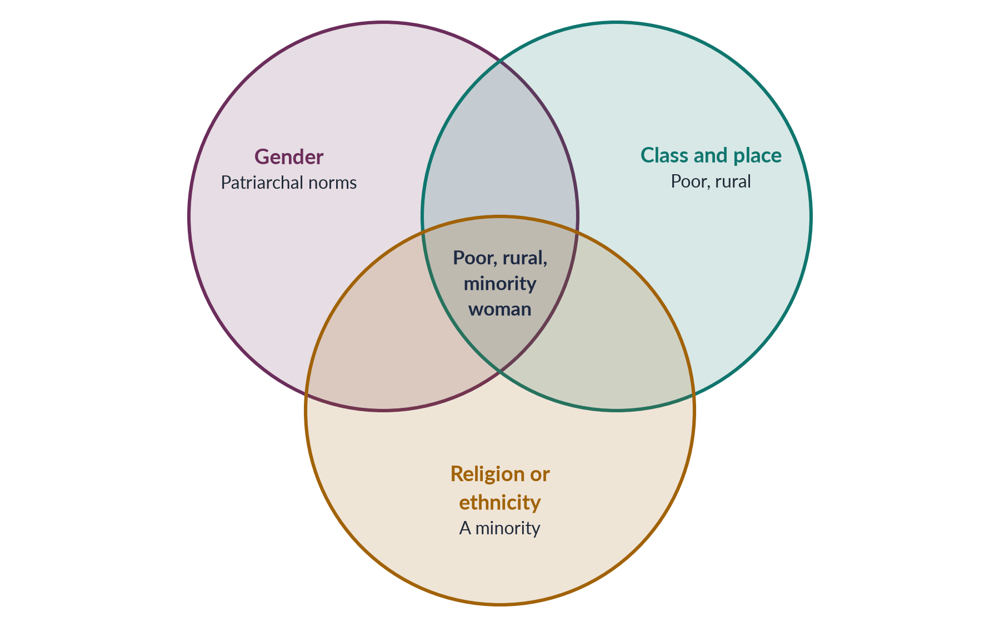 Gender
Patriarchal norms
Class and place
Poor, rural
Poor, rural,
minority
woman
Religion or
ethnicity
A minority